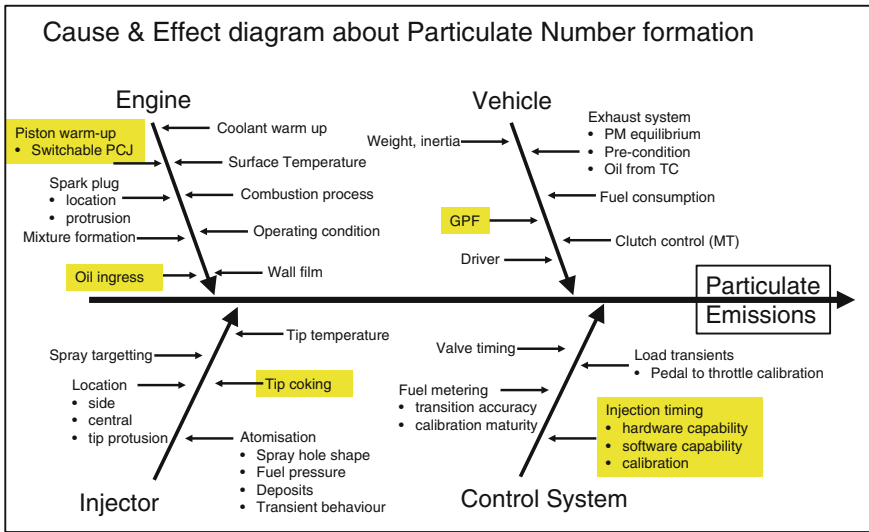 Cause & Effect diagram about Particulate Number formation
Engine
Piston warm-up
• Switchable PCJ
Coolant warm up
Surface Temperature
Spark plug
• location
• protrusion
Combustion process
Mixture formation
Operating condition
Oil ingress
Wall film
Vehicle
Weight, inertia
Exhaust system
• PM equilibrium
• Pre-condition
• Oil from TC
Fuel consumption
GPF
Clutch control (MT)
Driver
Particulate
Emissions
Tip temperature
Spray targetting
Location
• side
• central
• tip protusion
Tip coking
Atomisation
• Spray hole shape
• Fuel pressure
• Deposits
• Transient behaviour
Injector
Valve timing
Load transients
• Pedal to throttle calibration
Fuel metering
• transition accuracy
• calibration maturity
Injection timing
• hardware capability
• software capability
• calibration
Control System